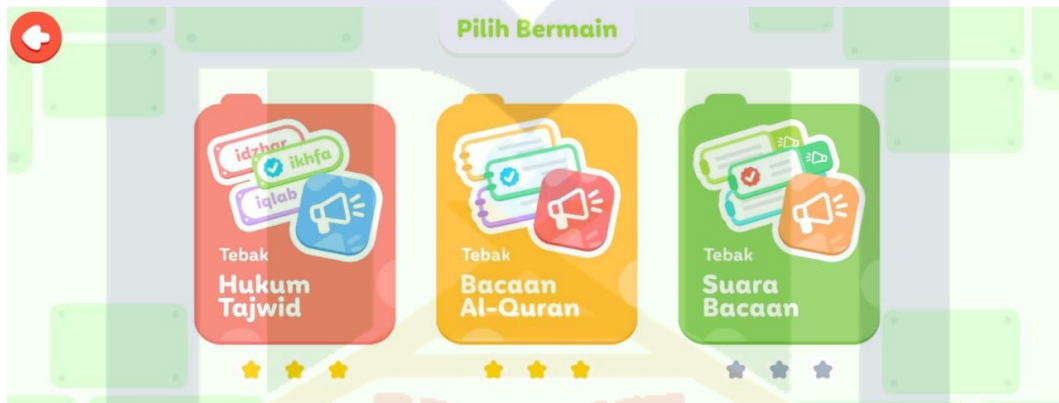 Pilih Bermain
idzhar
ikhfa
iqlab
Tebak
Hukum
Tajwid
Tebak
Bacaan
Al-Quran
Tebak
Suara
Bacaan